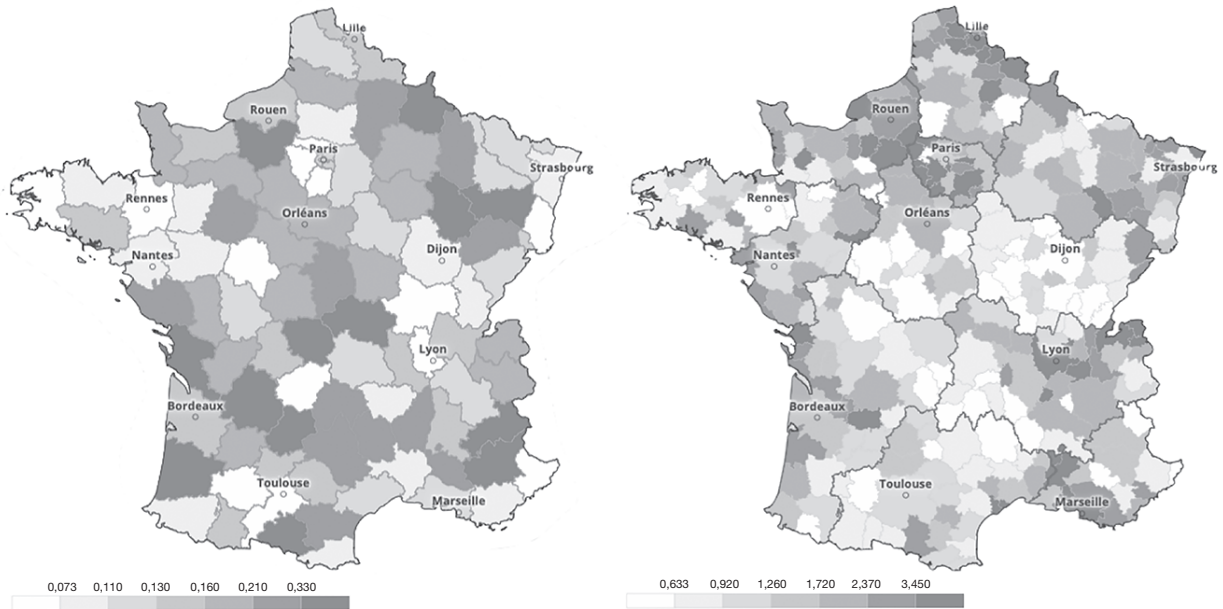 Lille
Rouen
Paris
Strasbourg
Rennes
Orléans
Nantes
Dijon
Lyon
Bordeaux
Toulouse
Marseille
0,073 0,110 0,130 0,160 0,210 0,330
Lille
Rouen
Paris
Strasbourg
Rennes
Orléans
Nantes
Dijon
Lyon
Bordeaux
Toulouse
Marseille
0,633 0,920 1,260 1,720 2,370 3,450